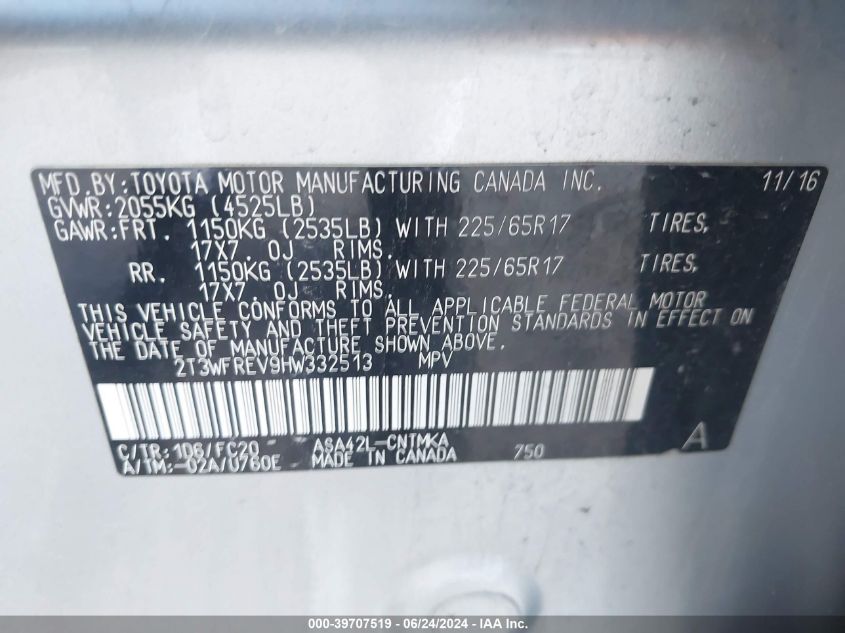 MFD.BY:TOYOTA MOTOR MANUFACTURING CANADA INC. 11/16
GVWR:2055KG (4525LB)
GAWR:FRT. 1150KG (2535LB) WITH 225/65R17 TIRES,
17X7.0J RIMS.
RR. 1150KG (2535LB) WITH 225/65R17 TIRES,
17X7.0J RIMS.
THIS VEHICLE CONFORMS TO ALL APPLICABLE FEDERAL MOTOR
VEHICLE SAFETY AND THEFT PREVENTION STANDARDS IN EFFECT ON
THE DATE OF MANUFACTURE SHOWN ABOVE.
2T3WFREV9HW332513 MPV
C/TR:1D6/FC20 ASA42L-CNTMKA A
A/TM:-02A/U760E MADE IN CANADA 750
000-39707519 - 06/24/2024 - IAA Inc.